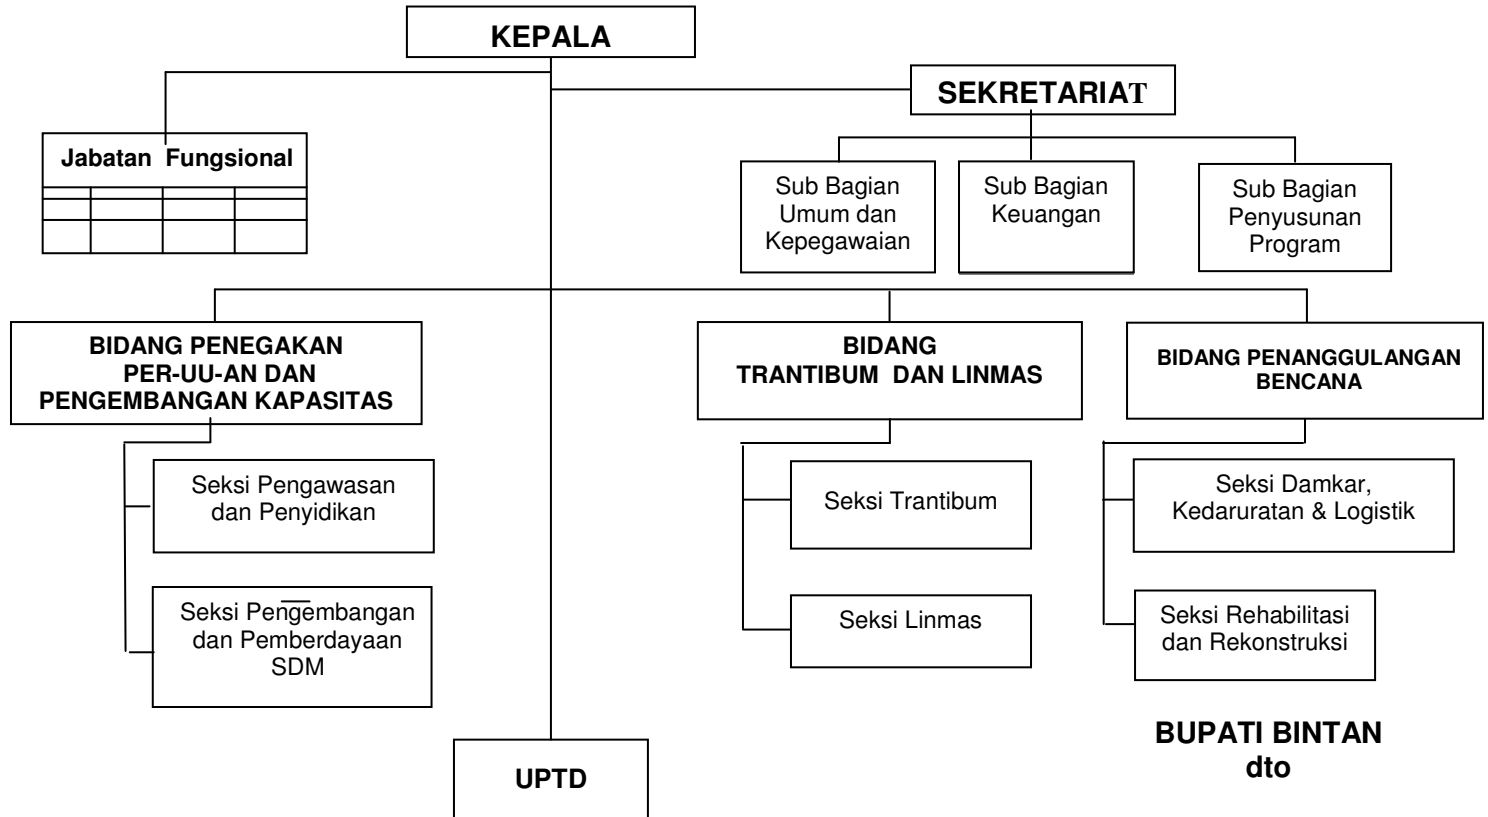 KEPALA
SEKRETARIAT
Jabatan Fungsional
Sub Bagian
Umum dan
Kepegawaian
Sub Bagian
Keuangan
Sub Bagian
Penyusunan
Program
BIDANG PENEGAKAN
PER-UU-AN DAN
PENGEMBANGAN KAPASITAS
BIDANG
TRANTIBUM DAN LINMAS
BIDANG PENANGGULANGAN
BENCANA
Seksi Pengawasan
dan Penyidikan
Seksi Trantibum
Seksi Damkar,
Kedaruratan & Logistik
Seksi Pengembangan
dan Pemberdayaan
SDM
Seksi Linmas
Seksi Rehabilitasi
dan Rekonstruksi
UPTD
BUPATI BINTAN
dto